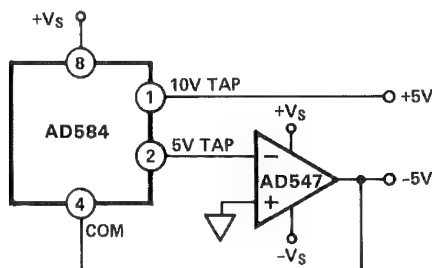 +VS
8
10V TAP
1
+5V
AD584
5V TAP
+VS
2
−
AD547
−5V
+
4
COM
−VS